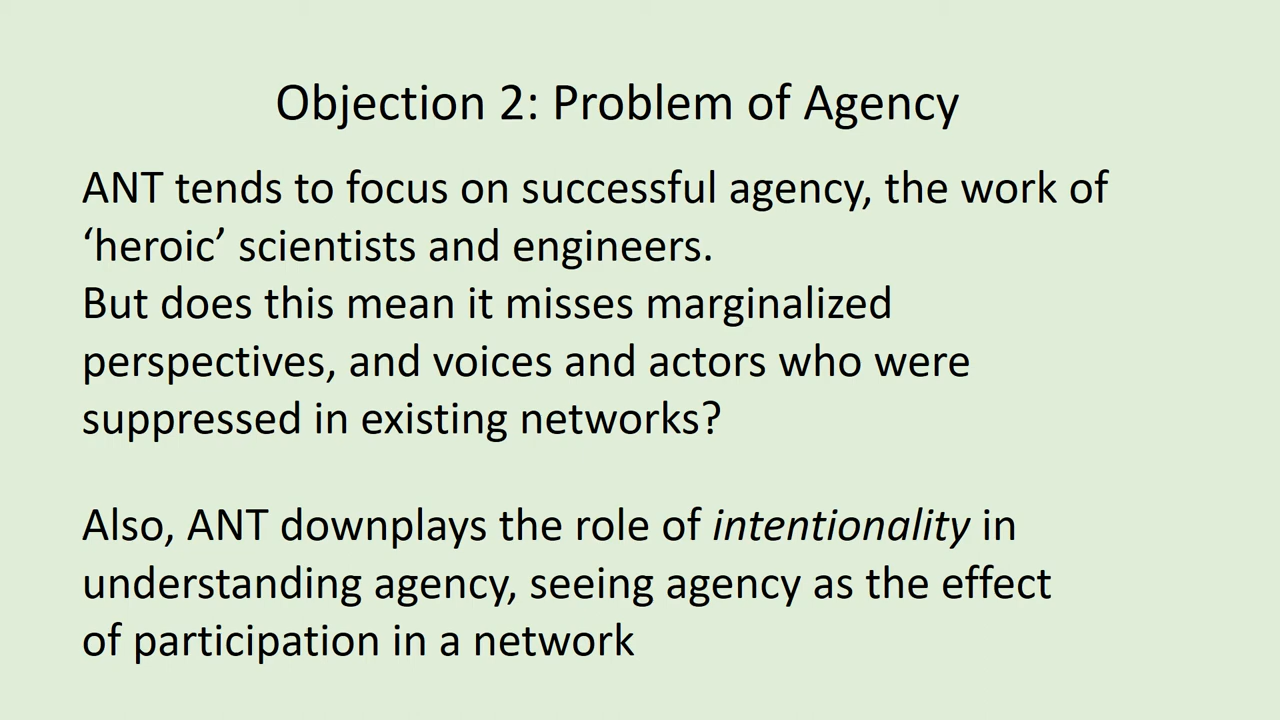 Objection 2: Problem of Agency
ANT tends to focus on successful agency, the work of
‘heroic’ scientists and engineers.
But does this mean it misses marginalized
perspectives, and voices and actors who were
suppressed in existing networks?
Also, ANT downplays the role of intentionality in
understanding agency, seeing agency as the effect
of participation in a network